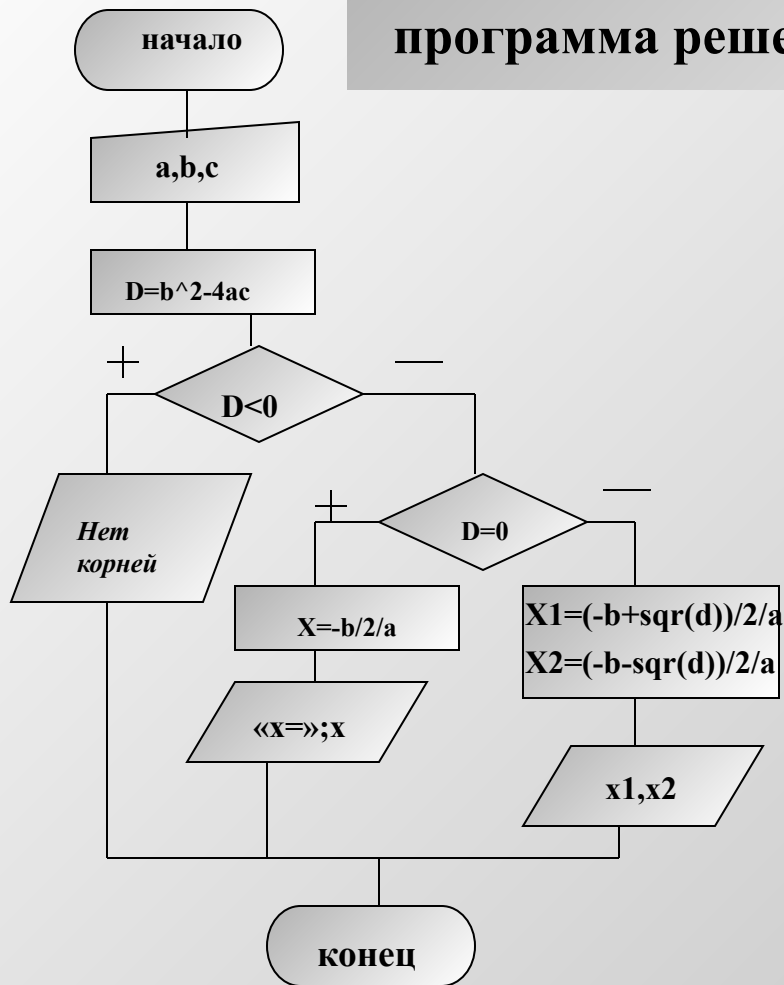 начало
программа реше
a,b,c
D=b^2-4ac
+
—
D<0
+
—
Нет
корней
D=0
X=-b/2/a
X1=(-b+sqr(d))/2/a
X2=(-b-sqr(d))/2/a
«x=»;x
x1,x2
конец